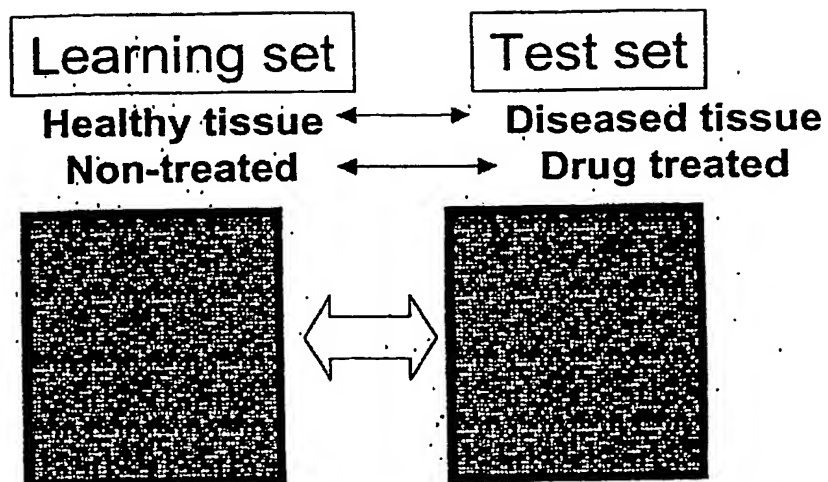 Learning set
Test set
Healthy tissue
Diseased tissue
Non-treated
Drug treated